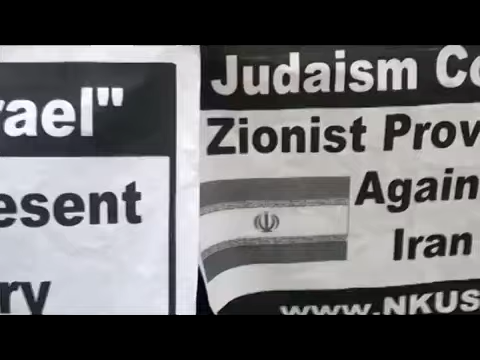 rael"
esent
ry
Judaism Co
Zionist Prov
Again
Iran
www.NKUS